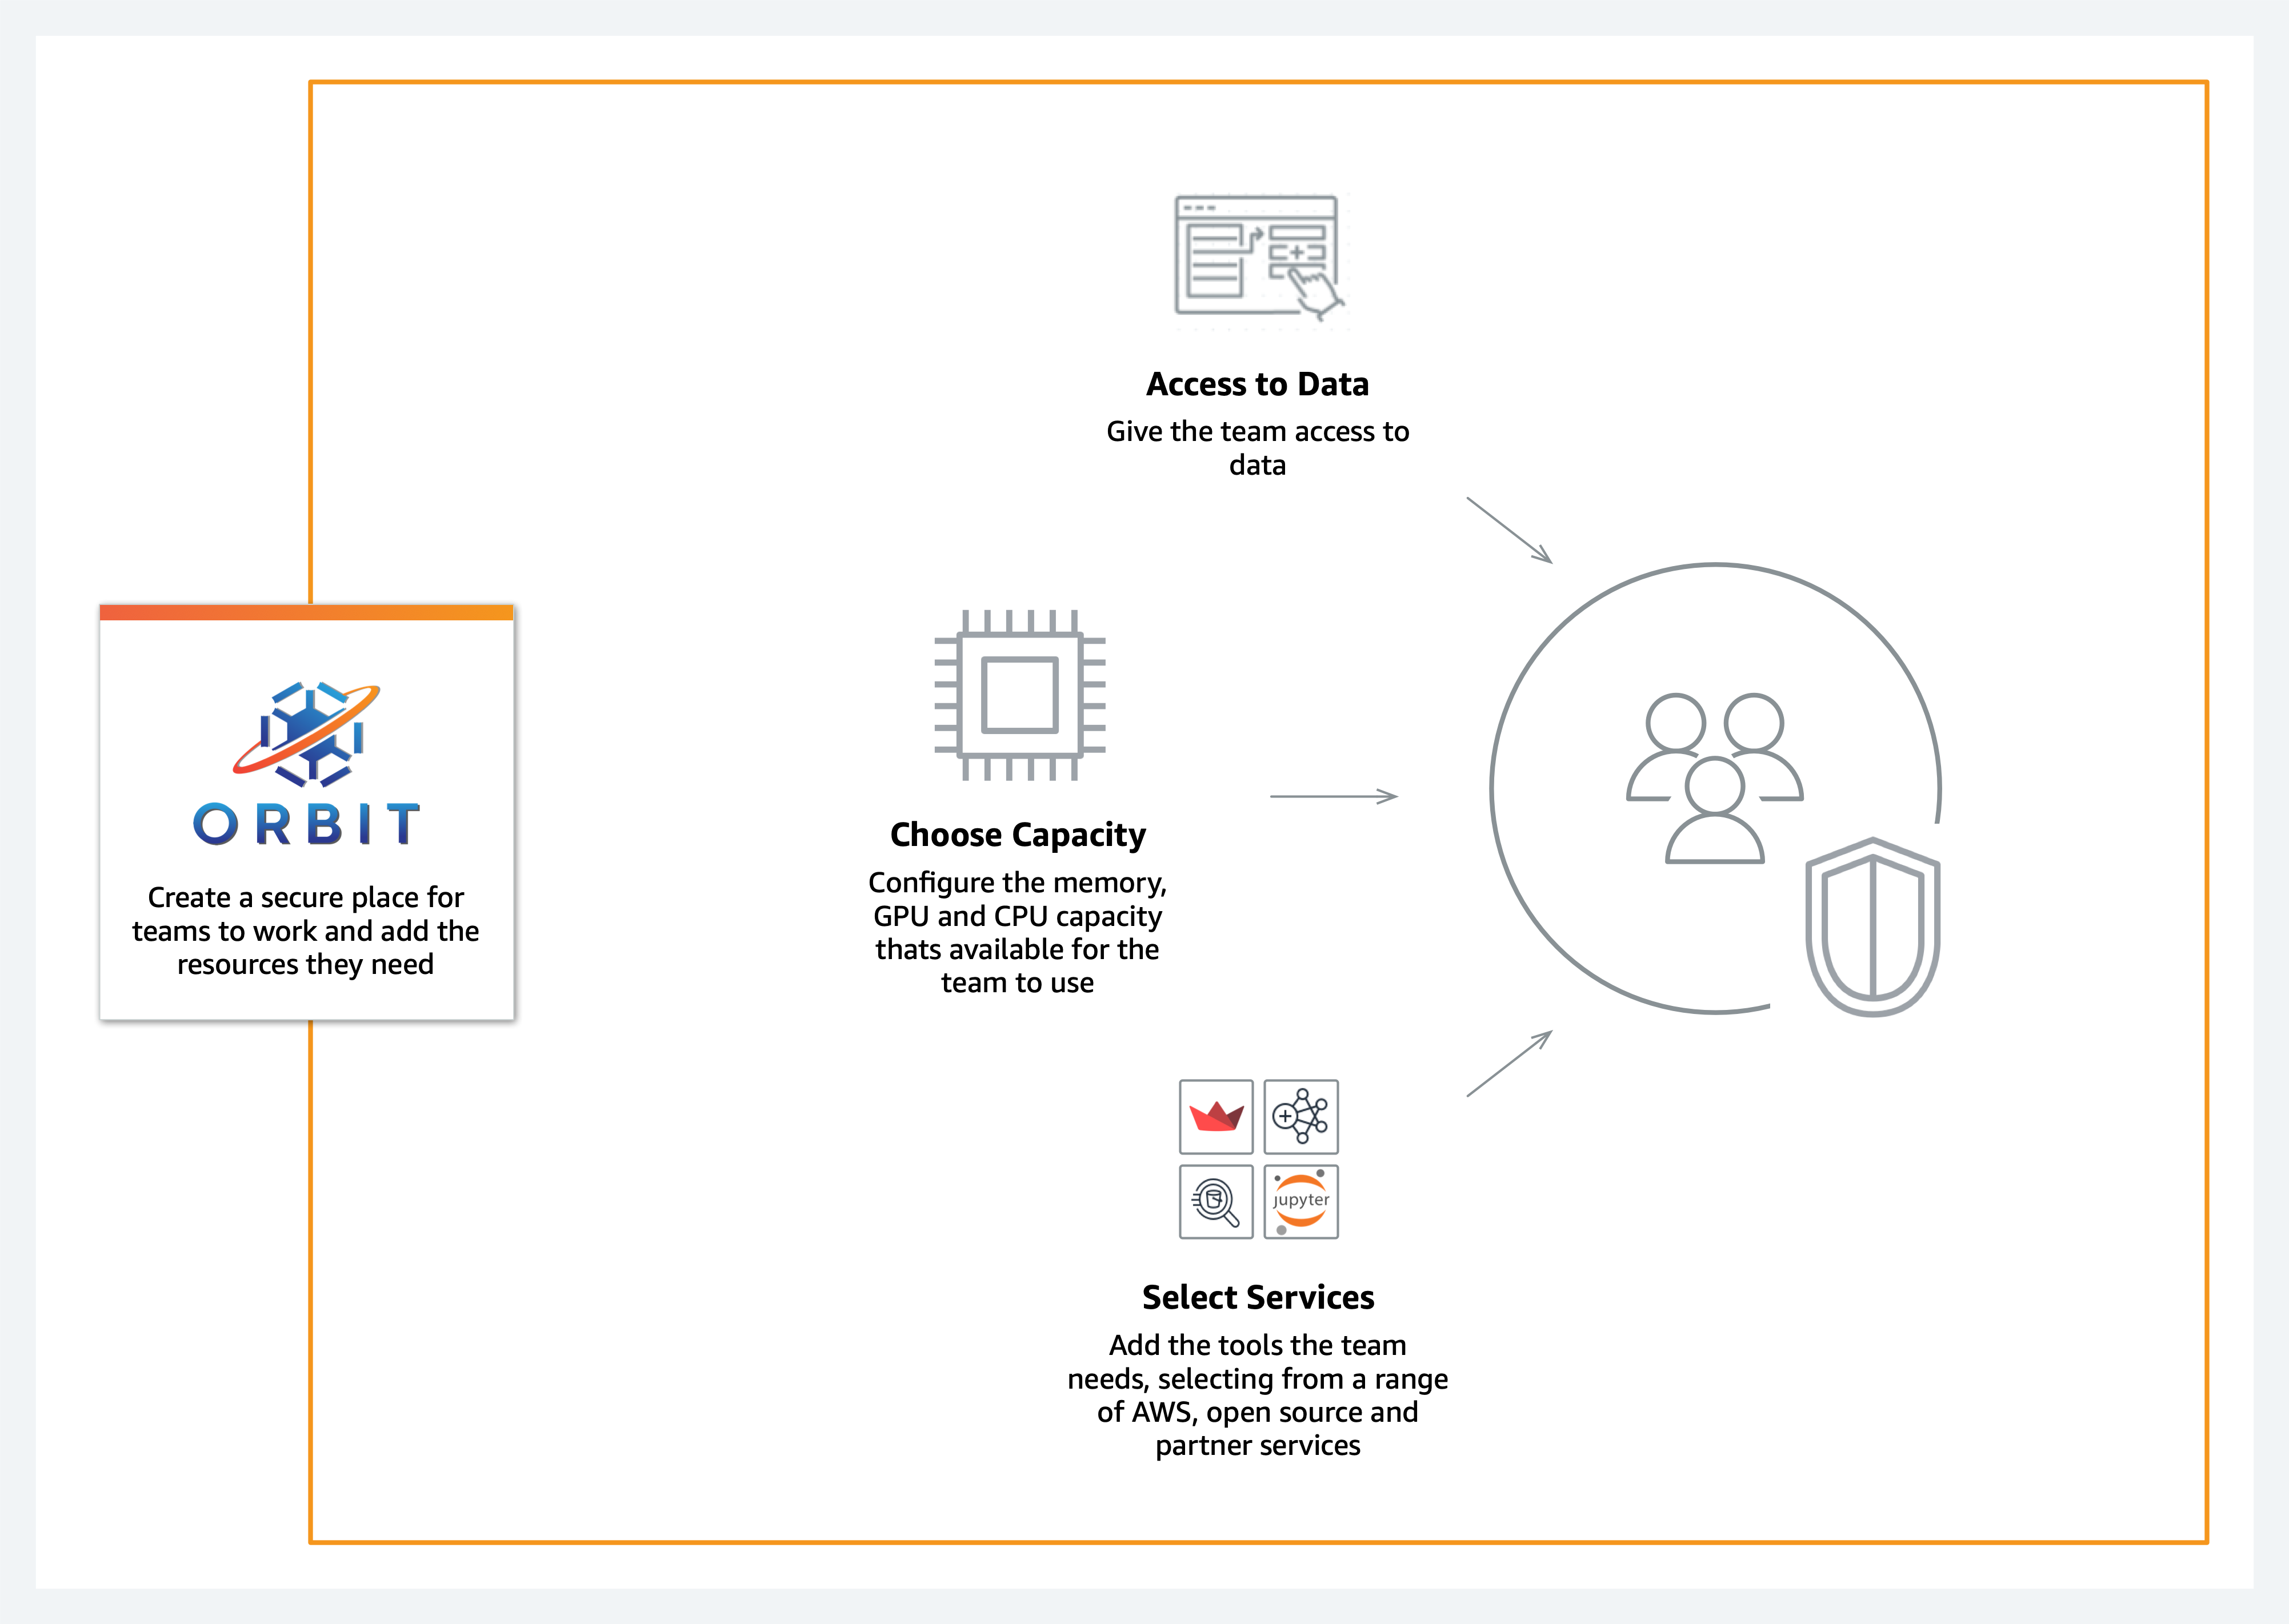 Access to Data
Give the team access to
data
ORBIT
Create a secure place for
teams to work and add the
resources they need
Choose Capacity
Configure the memory,
GPU and CPU capacity
thats available for the
team to use
jupyter
Select Services
Add the tools the team
needs, selecting from a range
of AWS, open source and
partner services